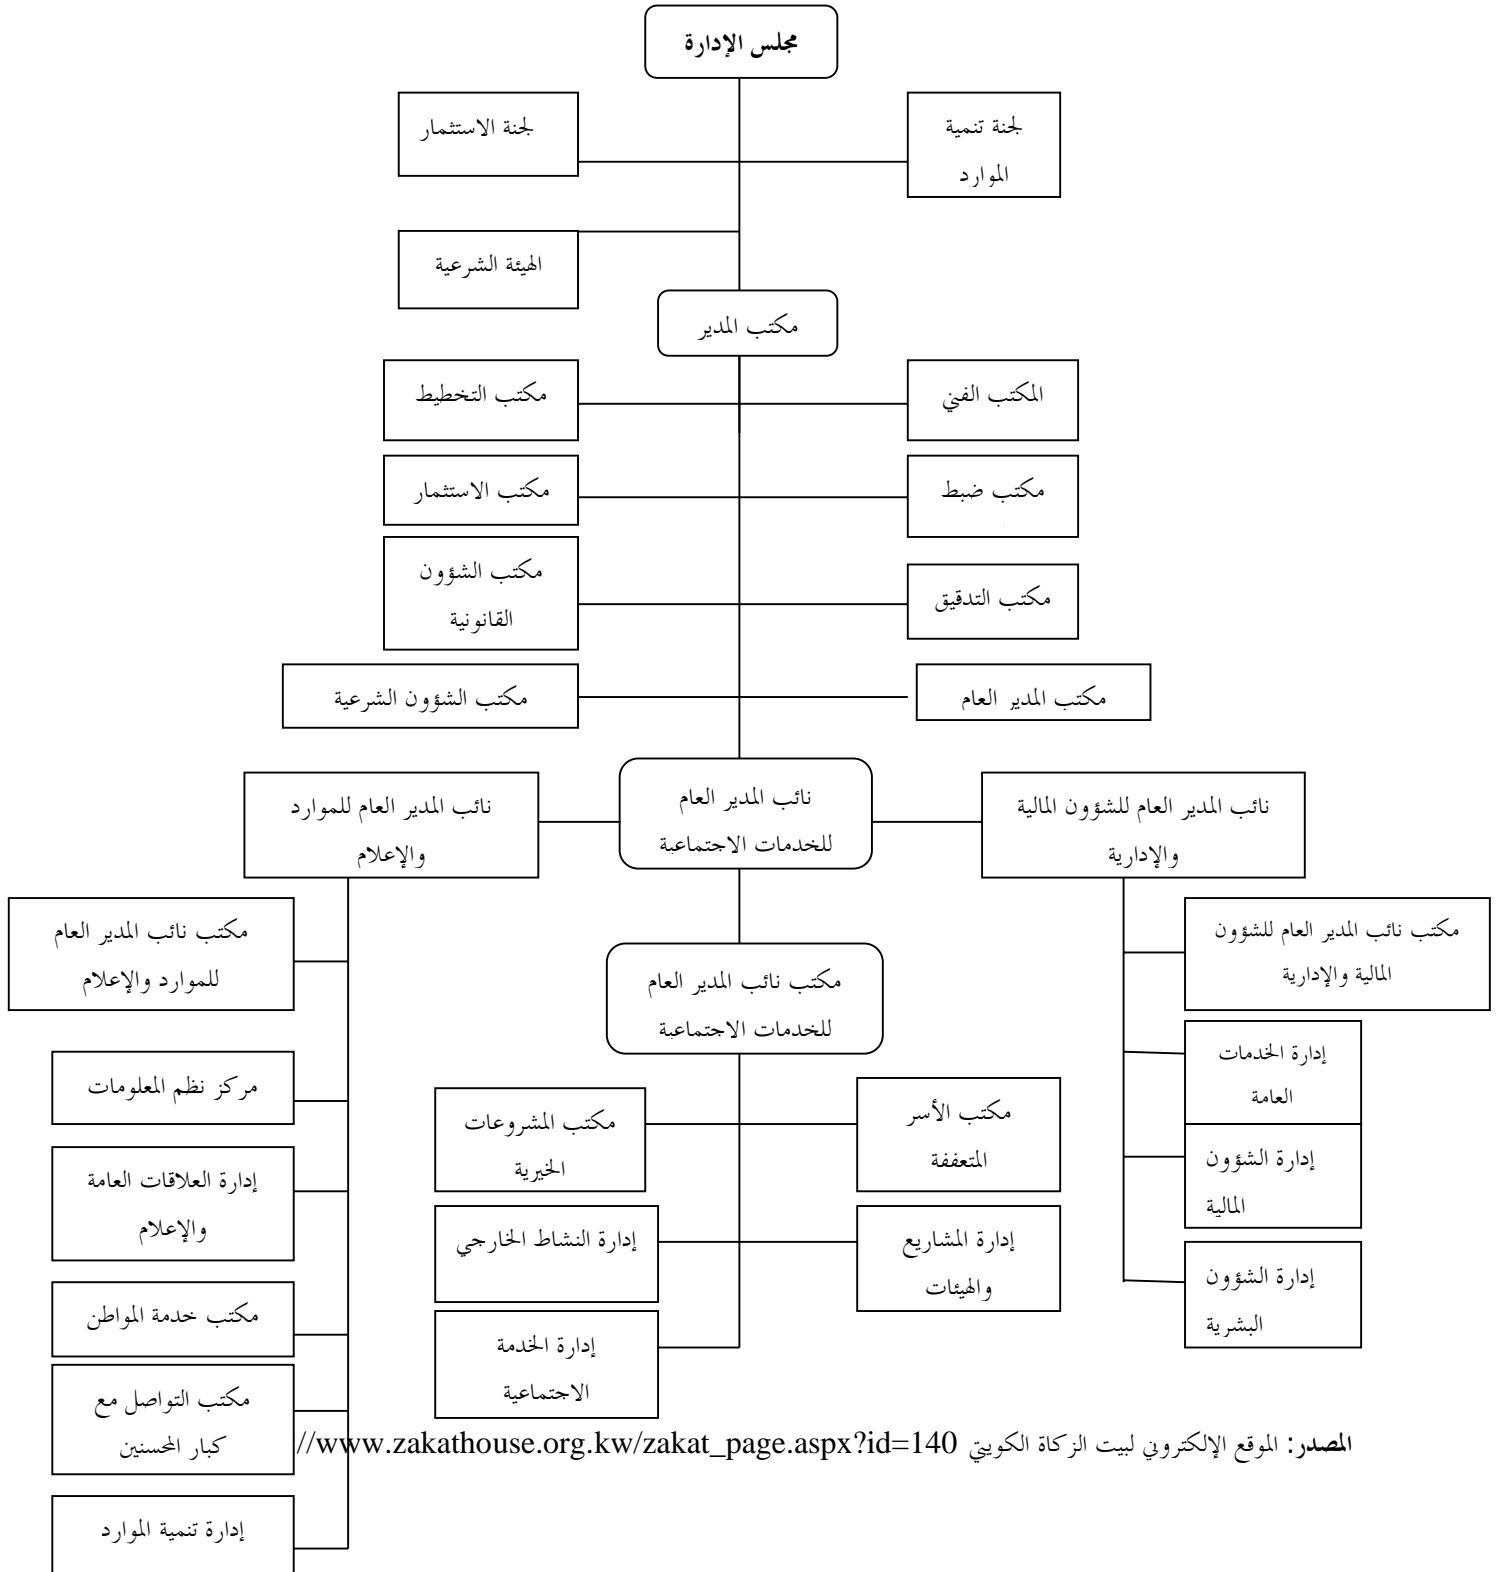 مجلس الإدارة
لجنة تنمية
الموارد
لجنة الاستثمار
الهيئة الشرعية
مكتب المدير
المكتب الفني
مكتب التخطيط
مكتب ضبط
مكتب الاستثمار
مكتب التدقيق
مكتب الشؤون
القانونية
مكتب المدير العام
مكتب الشؤون الشرعية
نائب المدير العام للشؤون المالية
والإدارية
نائب المدير العام
للخدمات الاجتماعية
نائب المدير العام للموارد
والإعلام
مكتب نائب المدير العام للشؤون
المالية والإدارية
إدارة الخدمات
العامة
إدارة الشؤون
المالية
إدارة الشؤون
البشرية
مكتب نائب المدير العام
للخدمات الاجتماعية
مكتب الأسر
المتعففة
مكتب المشروعات
الخيرية
إدارة المشاريع
والهيئات
إدارة النشاط الخارجي
إدارة الخدمة
الاجتماعية
مكتب نائب المدير العام
للموارد والإعلام
مركز نظم المعلومات
إدارة العلاقات العامة
والإعلام
مكتب خدمة المواطن
مكتب التواصل مع
كبار المحسنين
إدارة تنمية الموارد
المصدر: الموقع الإلكتروني لبيت الزكاة الكويتي //www.zakathouse.org.kw/zakat_page.aspx?id=140